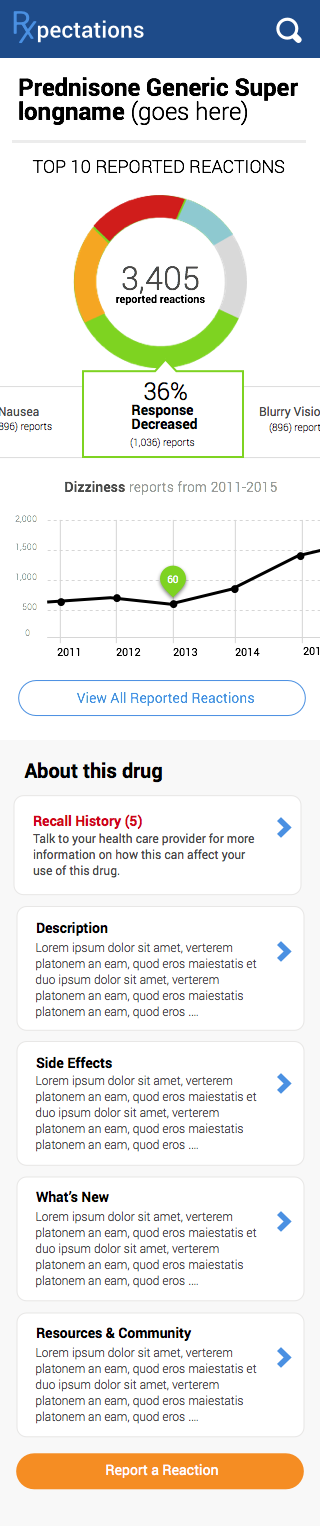 Rxpectations
Prednisone Generic Super
longname (goes here)
TOP 10 REPORTED REACTIONS
3,405
reported reactions
36%
Response
Decreased
(1,036) reports
Nausea
896) reports
Blurry Visio
(896) report
Dizziness reports from 2011-2015
2,000
1,500
1,000
500
0
60
2011 2012 2013 2014 201
View All Reported Reactions
About this drug
Recall History (5)
Talk to your health care provider for more
information on how this can affect your
use of this drug.
Description
Lorem ipsum dolor sit amet, verterem
platonem an eam, quod eros maiestatis et
duo ipsum dolor sit amet, verterem
platonem an eam, quod eros maiestatis
platonem an eam, quod eros ....
Side Effects
Lorem ipsum dolor sit amet, verterem
platonem an eam, quod eros maiestatis et
duo ipsum dolor sit amet, verterem
platonem an eam, quod eros maiestatis
platonem an eam, quod eros ....
What's New
Lorem ipsum dolor sit amet, verterem
platonem an eam, quod eros maiestatis et
duo ipsum dolor sit amet, verterem
platonem an eam, quod eros maiestatis
platonem an eam, quod eros ....
Resources & Community
Lorem ipsum dolor sit amet, verterem
platonem an eam, quod eros maiestatis et
duo ipsum dolor sit amet, verterem
platonem an eam, quod eros maiestatis
platonem an eam, quod eros ....
Report a Reaction